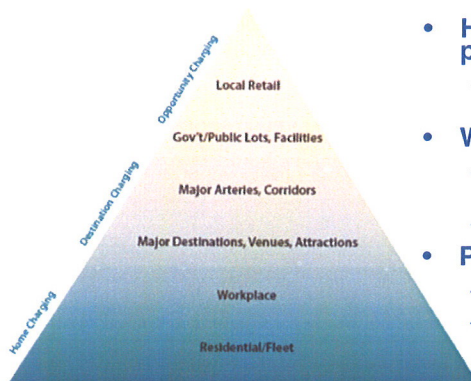 Opportunity Charging
Local Retail
Gov't/Public Lots, Facilities
Destination Charging
Major Arteries, Corridors
Major Destinations, Venues, Attractions
Home Charging
Workplace
Residential/Fleet
• H
p
• W
• P